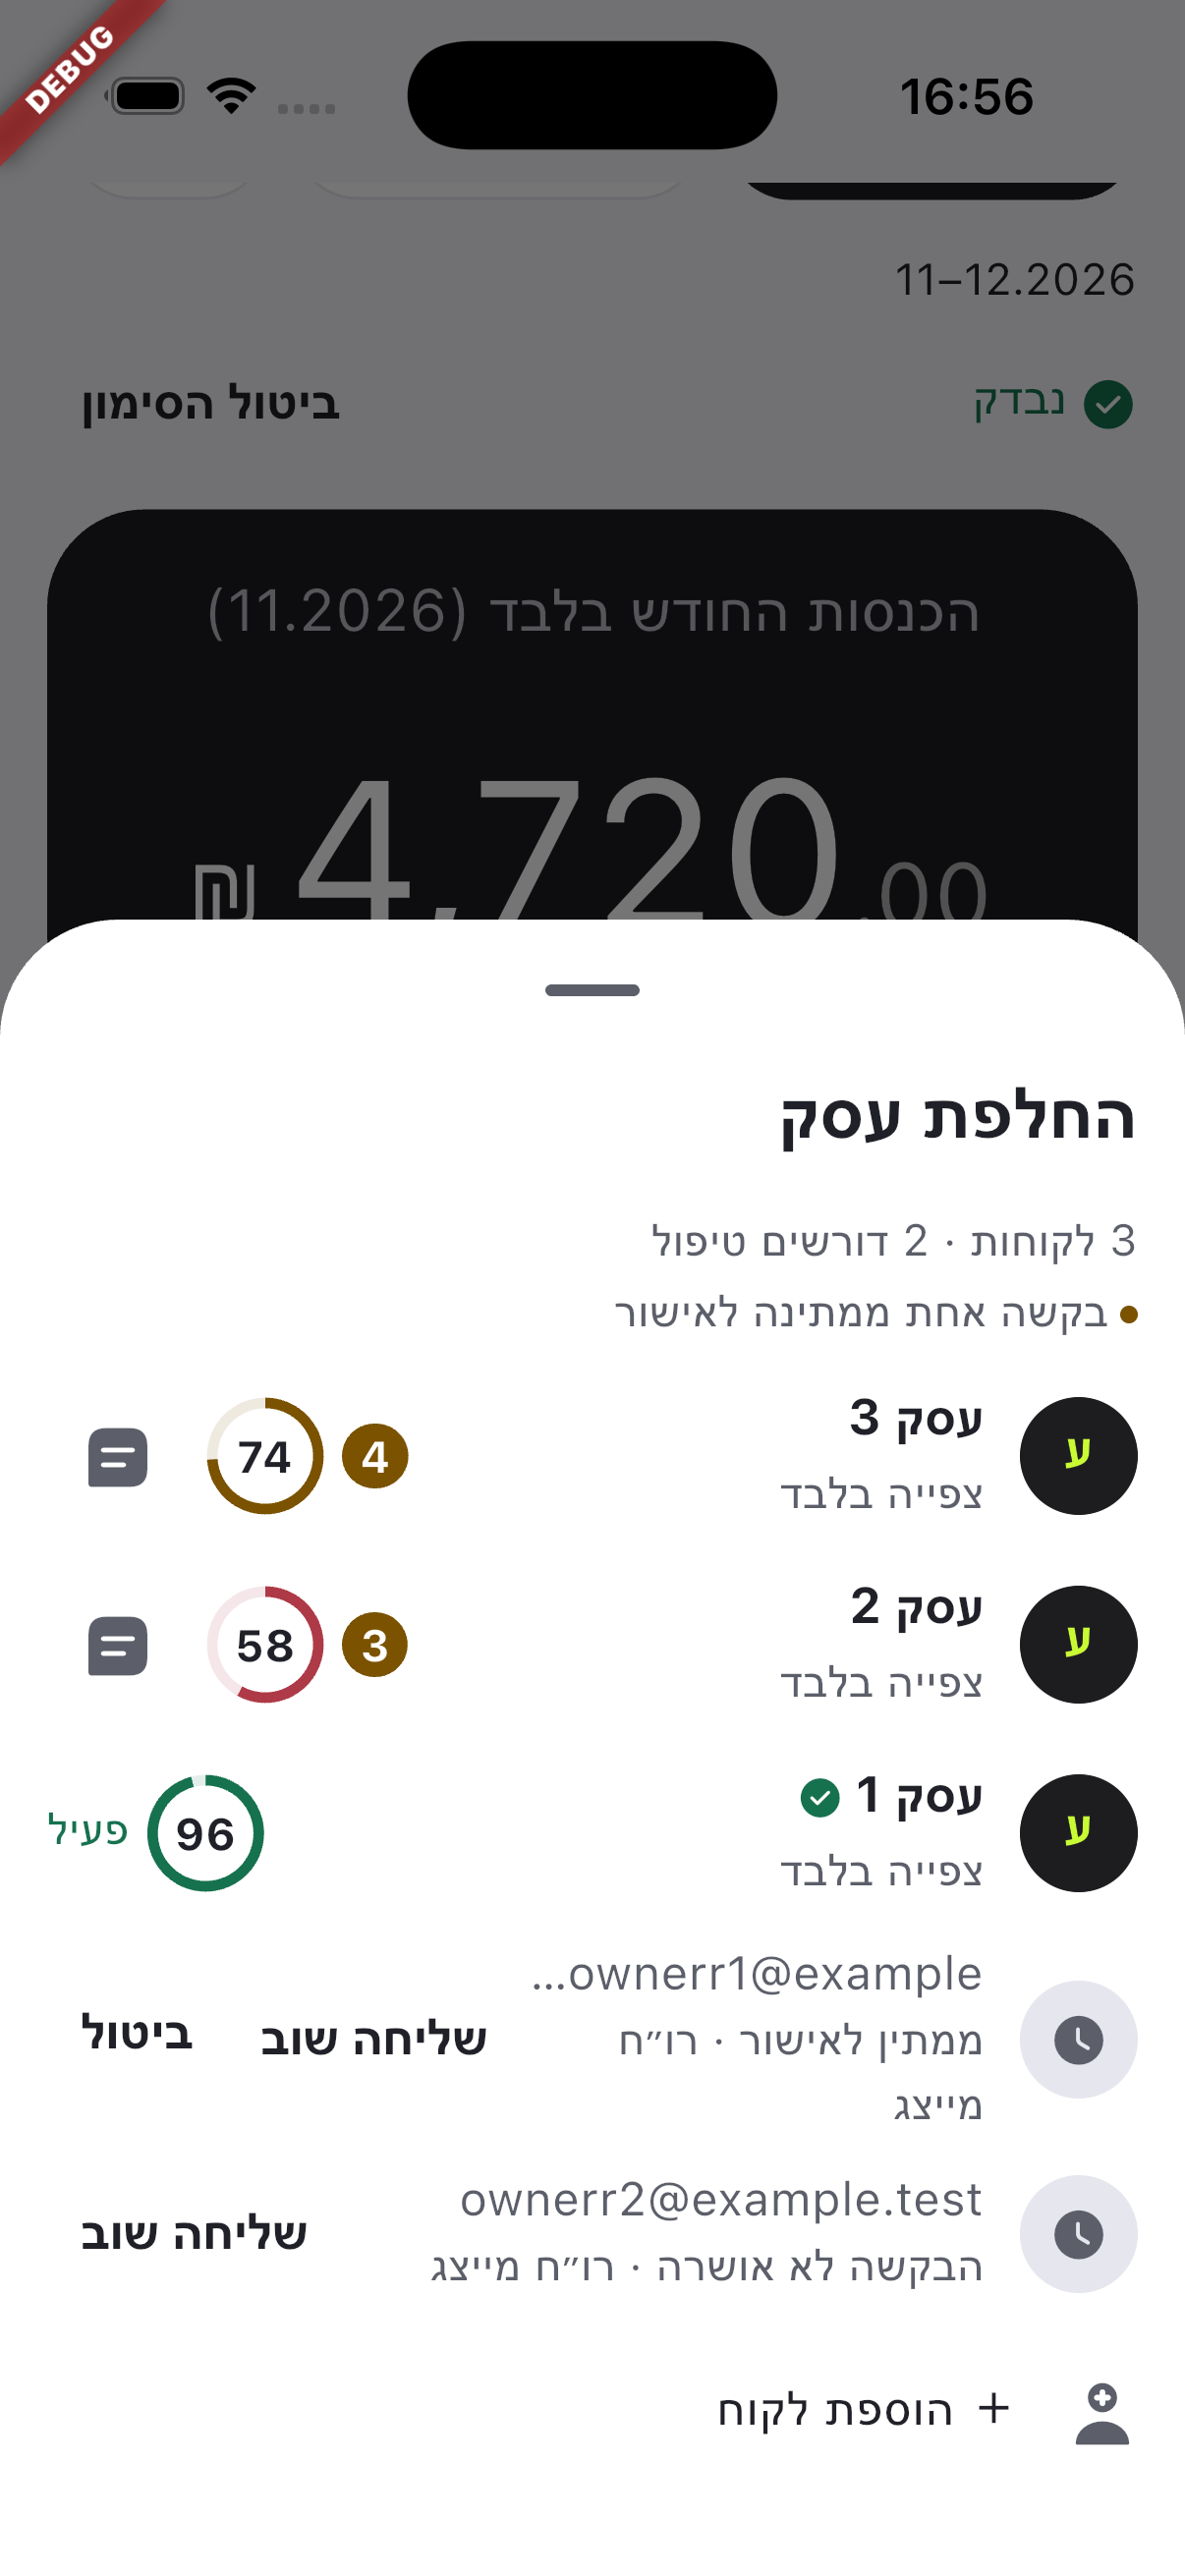 DEBUG
16:56
11–12.2026
נבדק
ביטול הסימון
הכנסות החודש בלבד (11.2026)
₪ 4,720.00
החלפת עסק
3 לקוחות · 2 דורשים טיפול
בקשה אחת ממתינה לאישור
ע
עסק 3
צפייה בלבד
4
74
ע
עסק 2
צפייה בלבד
3
58
ע
עסק 1
צפייה בלבד
96
פעיל
ownerr1@example...
ממתין לאישור · רו״ח
מייצג
שליחה שוב
ביטול
ownerr2@example.test
הבקשה לא אושרה · רו״ח מייצג
שליחה שוב
+ הוספת לקוח